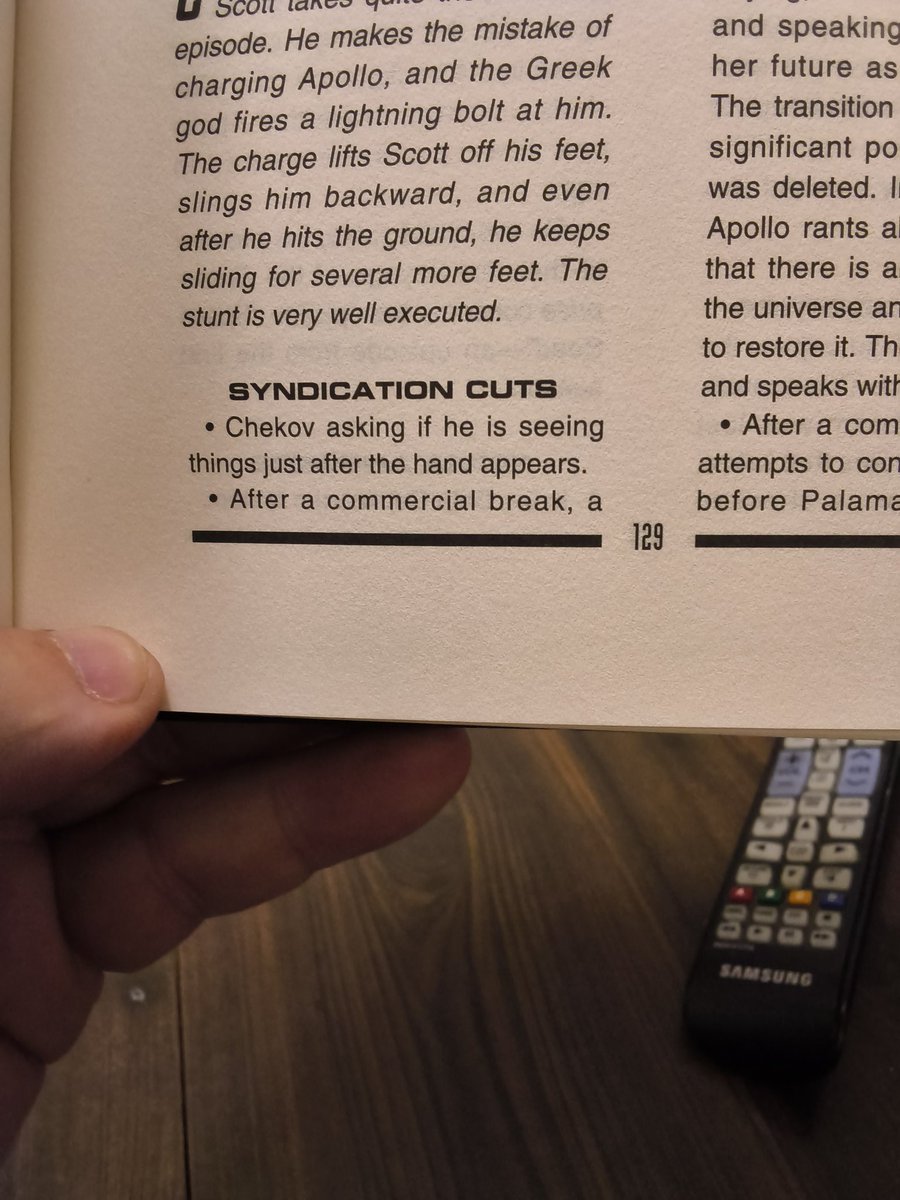 Scott takes quite
episode. He makes the mistake of
charging Apollo, and the Greek
god fires a lightning bolt at him.
The charge lifts Scott off his feet,
slings him backward, and even
after he hits the ground, he keeps
sliding for several more feet. The
stunt is very well executed.
SYNDICATION CUTS
• Chekov asking if he is seeing
things just after the hand appears.
• After a commercial break, a
129
and speaking
her future as
The transition
significant po
was deleted. I
Apollo rants a
that there is a
the universe an
to restore it. Th
and speaks with
• After a com
attempts to con
before Palama
SAMSUNG